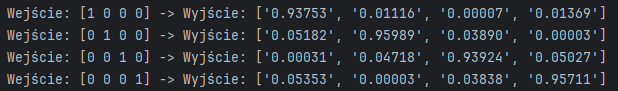 Wejście: [1 0 0 0] -> Wyjście: ['0.93753', '0.01116', '0.00007', '0.01369']
Wejście: [0 1 0 0] -> Wyjście: ['0.05182', '0.95989', '0.03890', '0.00003']
Wejście: [0 0 1 0] -> Wyjście: ['0.00031', '0.04718', '0.93924', '0.05027']
Wejście: [0 0 0 1] -> Wyjście: ['0.05353', '0.00003', '0.03838', '0.95711']